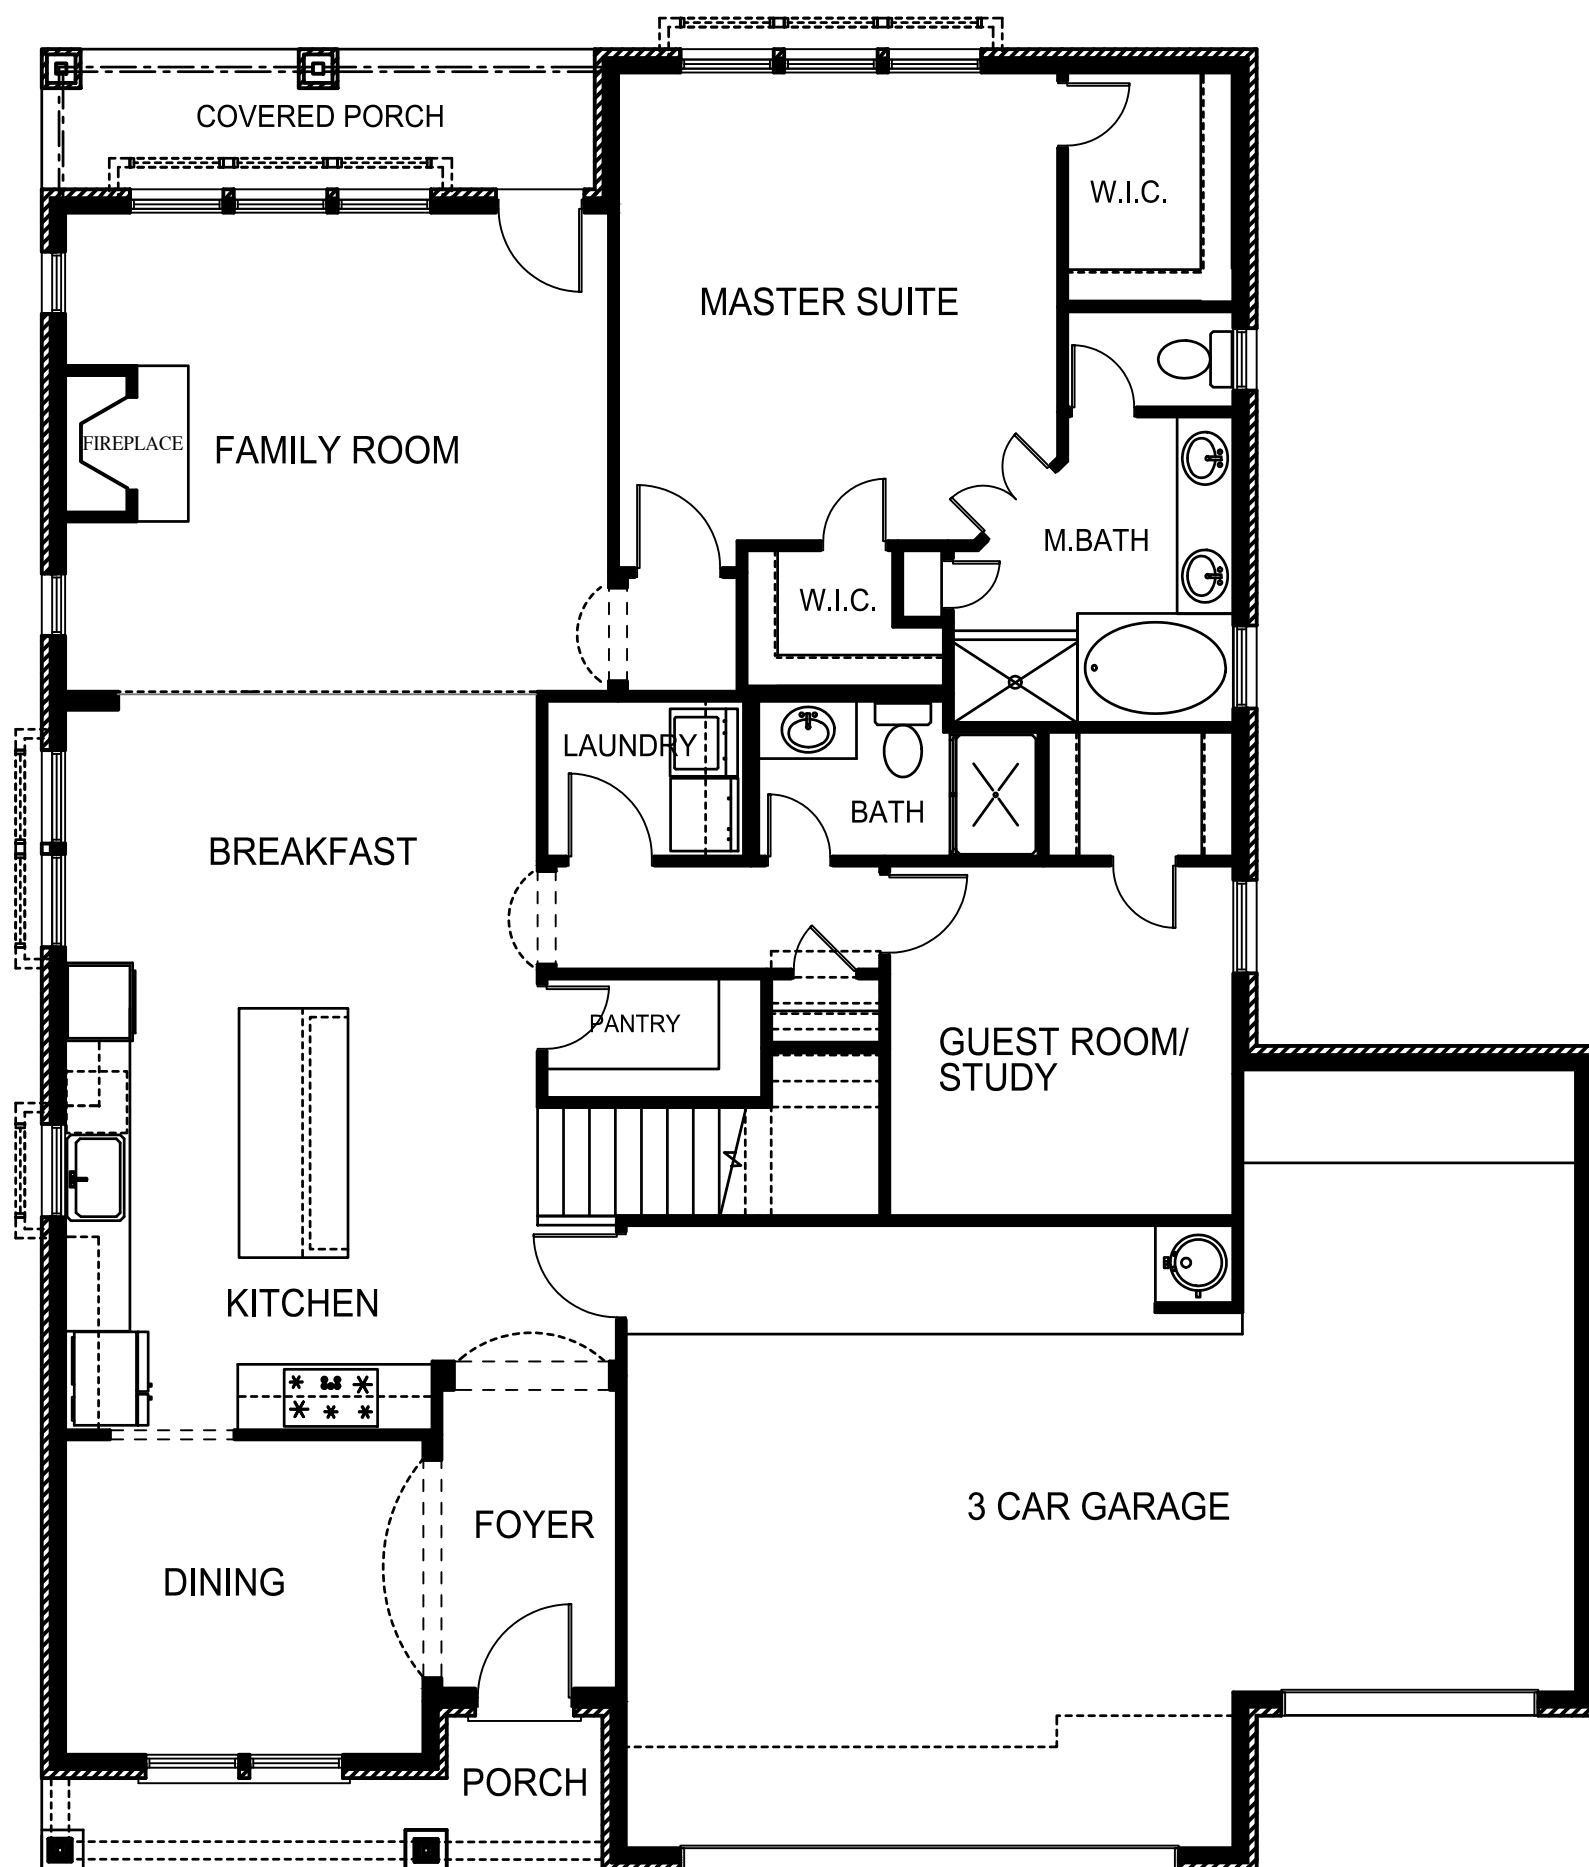 COVERED PORCH
W.I.C.
MASTER SUITE
FIREPLACE
FAMILY ROOM
M.BATH
W.I.C.
LAUNDRY
BATH
BREAKFAST
PANTRY
GUEST ROOM/
STUDY
KITCHEN
3 CAR GARAGE
FOYER
DINING
PORCH